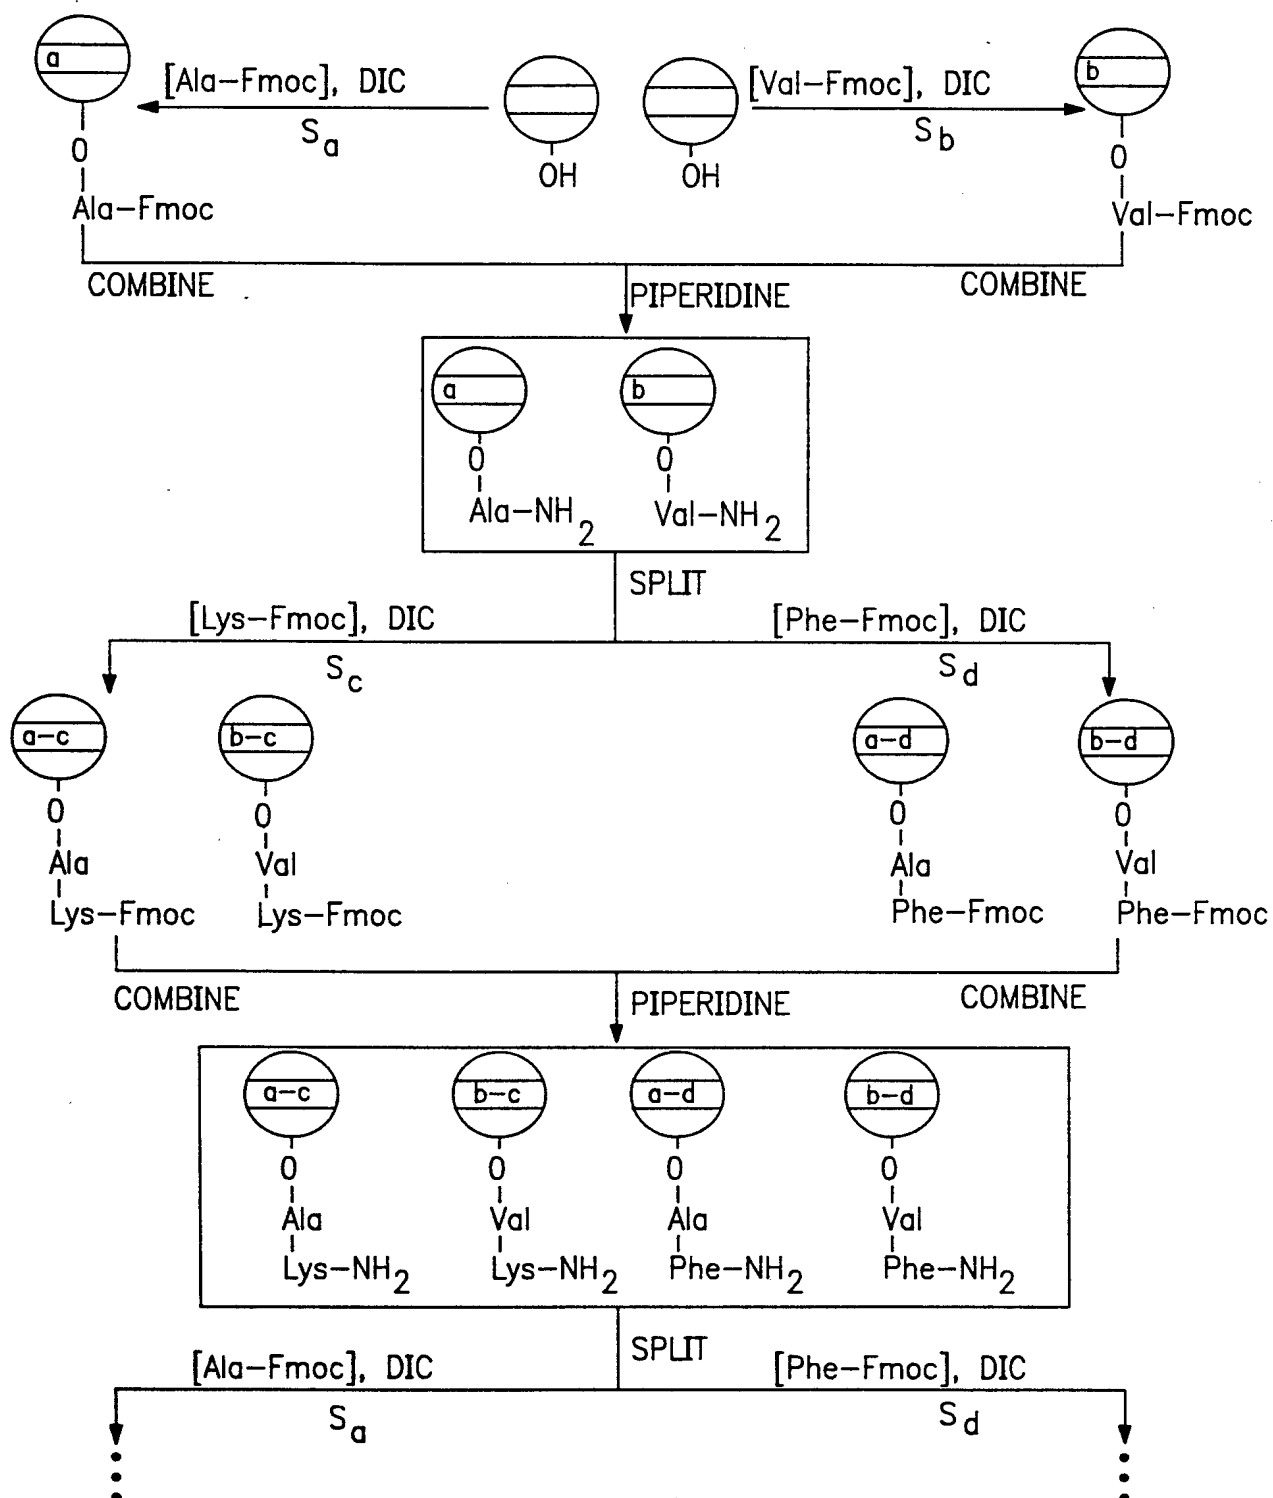 a [Ala-Fmoc], DIC [Val-Fmoc], DIC b
Sa Sb
O OH OH O
Ala-Fmoc Val-Fmoc
COMBINE PIPERIDINE COMBINE
a b
O O
Ala-NH2 Val-NH2
SPLIT
[Lys-Fmoc], DIC [Phe-Fmoc], DIC
Sc Sd
a-c b-c a-d b-d
O O O O
Ala Val Ala Val
Lys-Fmoc Lys-Fmoc Phe-Fmoc Phe-Fmoc
COMBINE PIPERIDINE COMBINE
a-c b-c a-d b-d
O O O O
Ala Val Ala Val
Lys-NH2 Lys-NH2 Phe-NH2 Phe-NH2
SPLIT
[Ala-Fmoc], DIC [Phe-Fmoc], DIC
Sa Sd